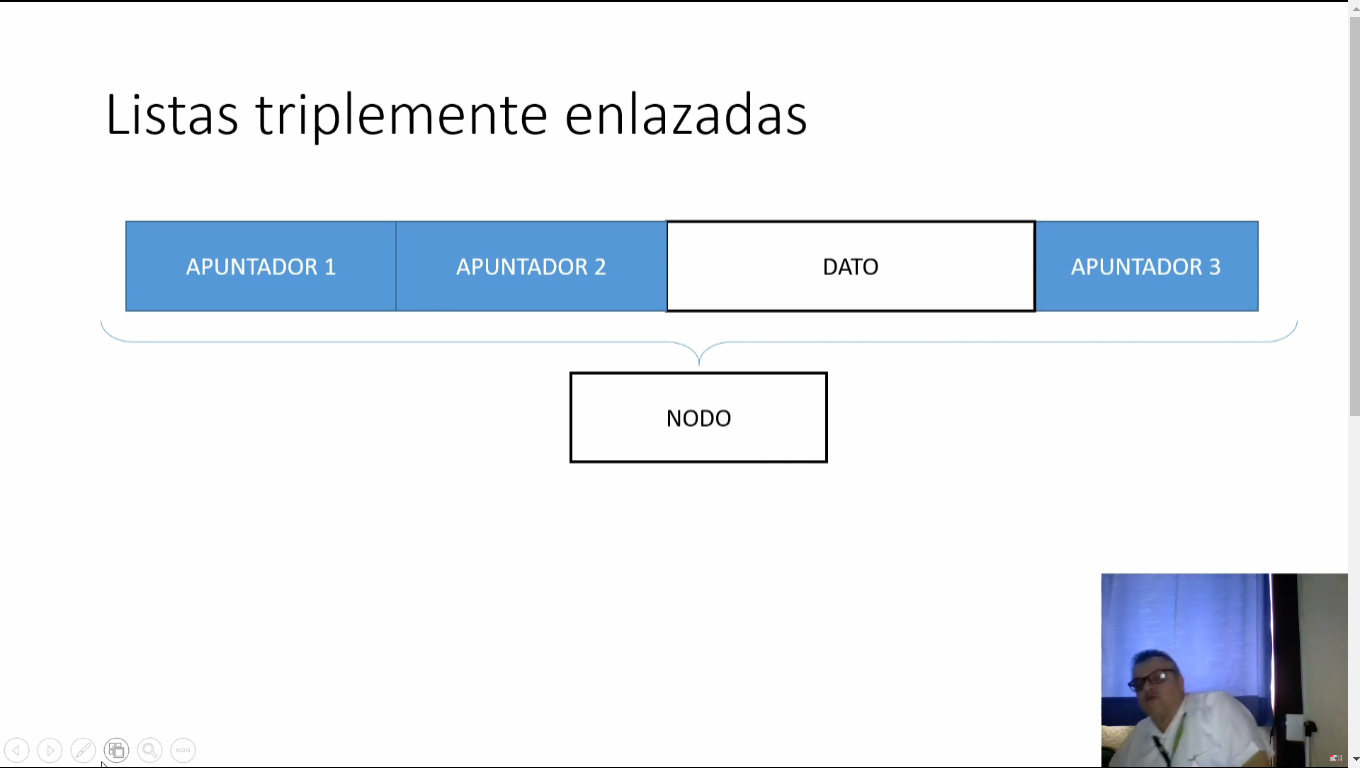 Listas triplemente enlazadas
APUNTADOR 1
APUNTADOR 2
DATO
APUNTADOR 3
NODO